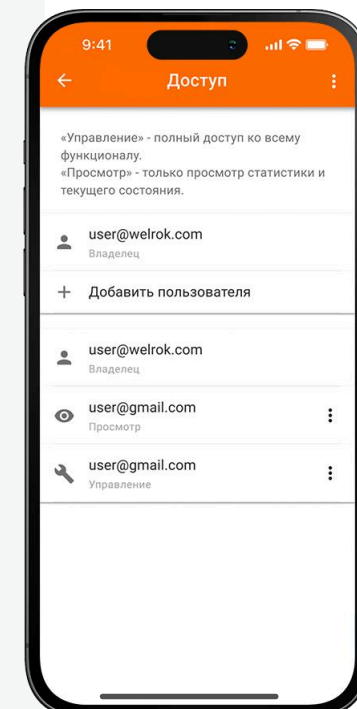 9:41
Доступ
«Управление» - полный доступ ко всему
функционалу.
«Просмотр» - только просмотр статистики и
текущего состояния.
user@welrok.com
Владелец
Добавить пользователя
user@welrok.com
Владелец
user@gmail.com
Просмотр
user@gmail.com
Управление